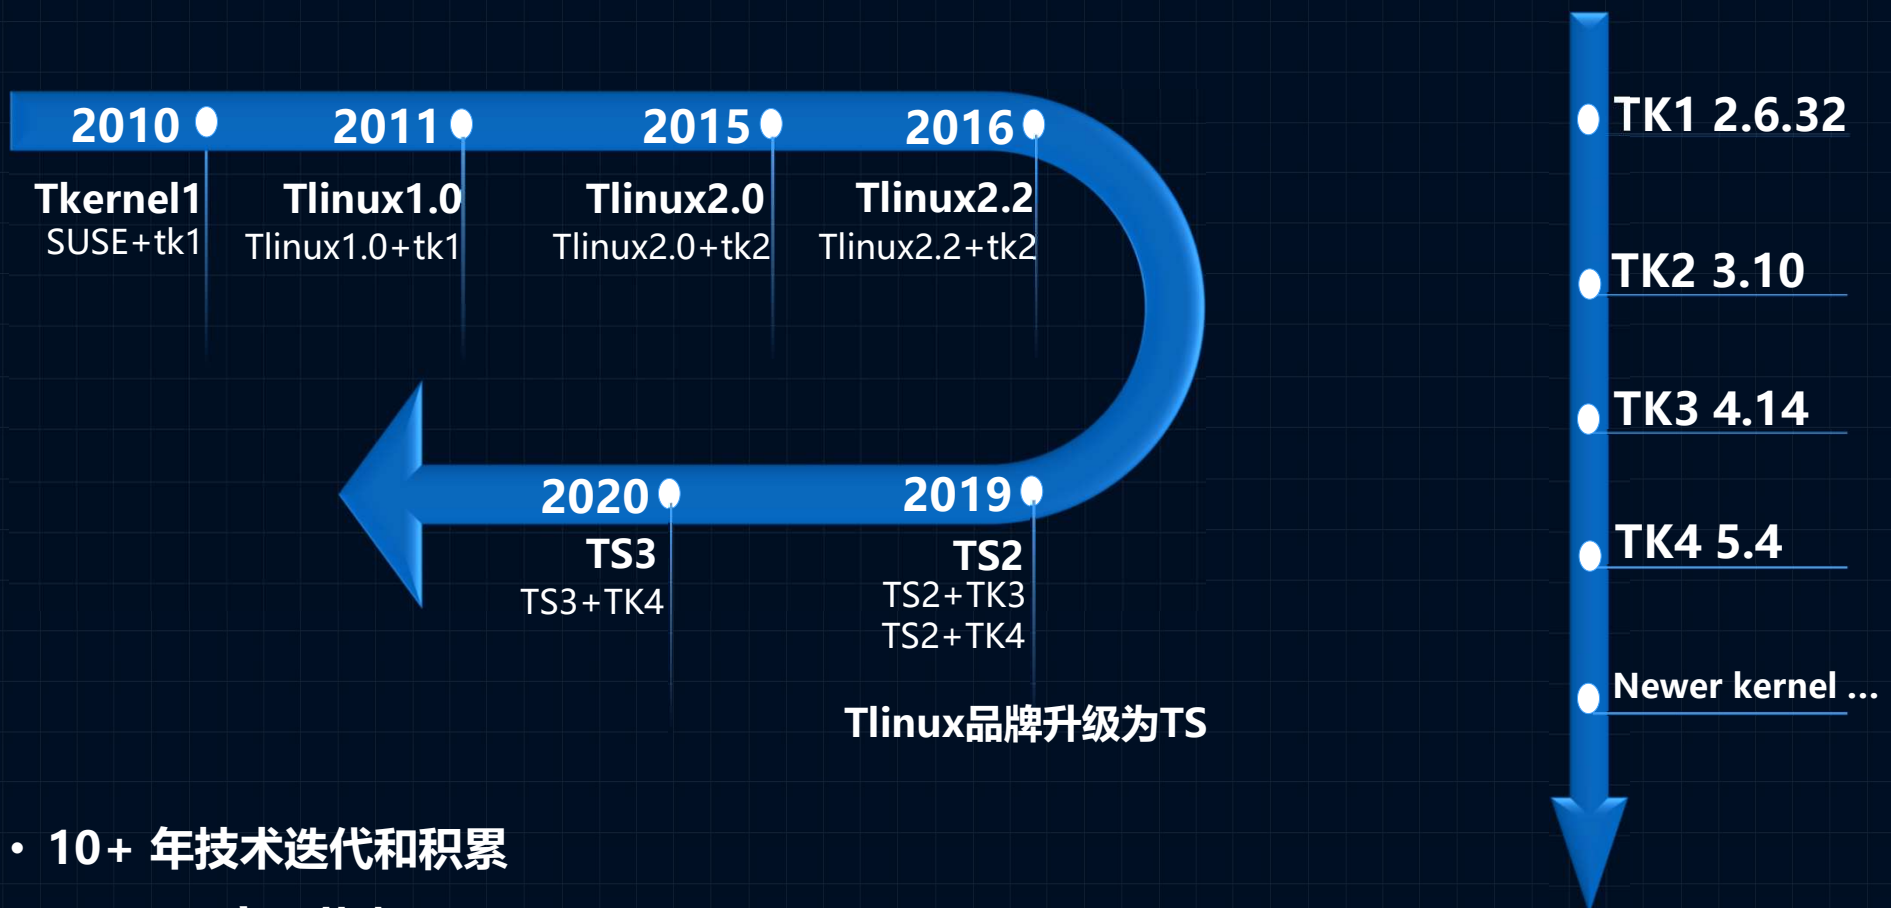 2010
2011
2015
2016
Tkernel1
SUSE+tk1
Tlinux1.0
Tlinux1.0+tk1
Tlinux2.0
Tlinux2.0+tk2
Tlinux2.2
Tlinux2.2+tk2
2020
2019
TS3
TS3+TK4
TS2
TS2+TK3
TS2+TK4
Tlinux品牌升级为TS
• 10+ 年技术迭代和积累
TK1 2.6.32
TK2 3.10
TK3 4.14
TK4 5.4
Newer kernel ...